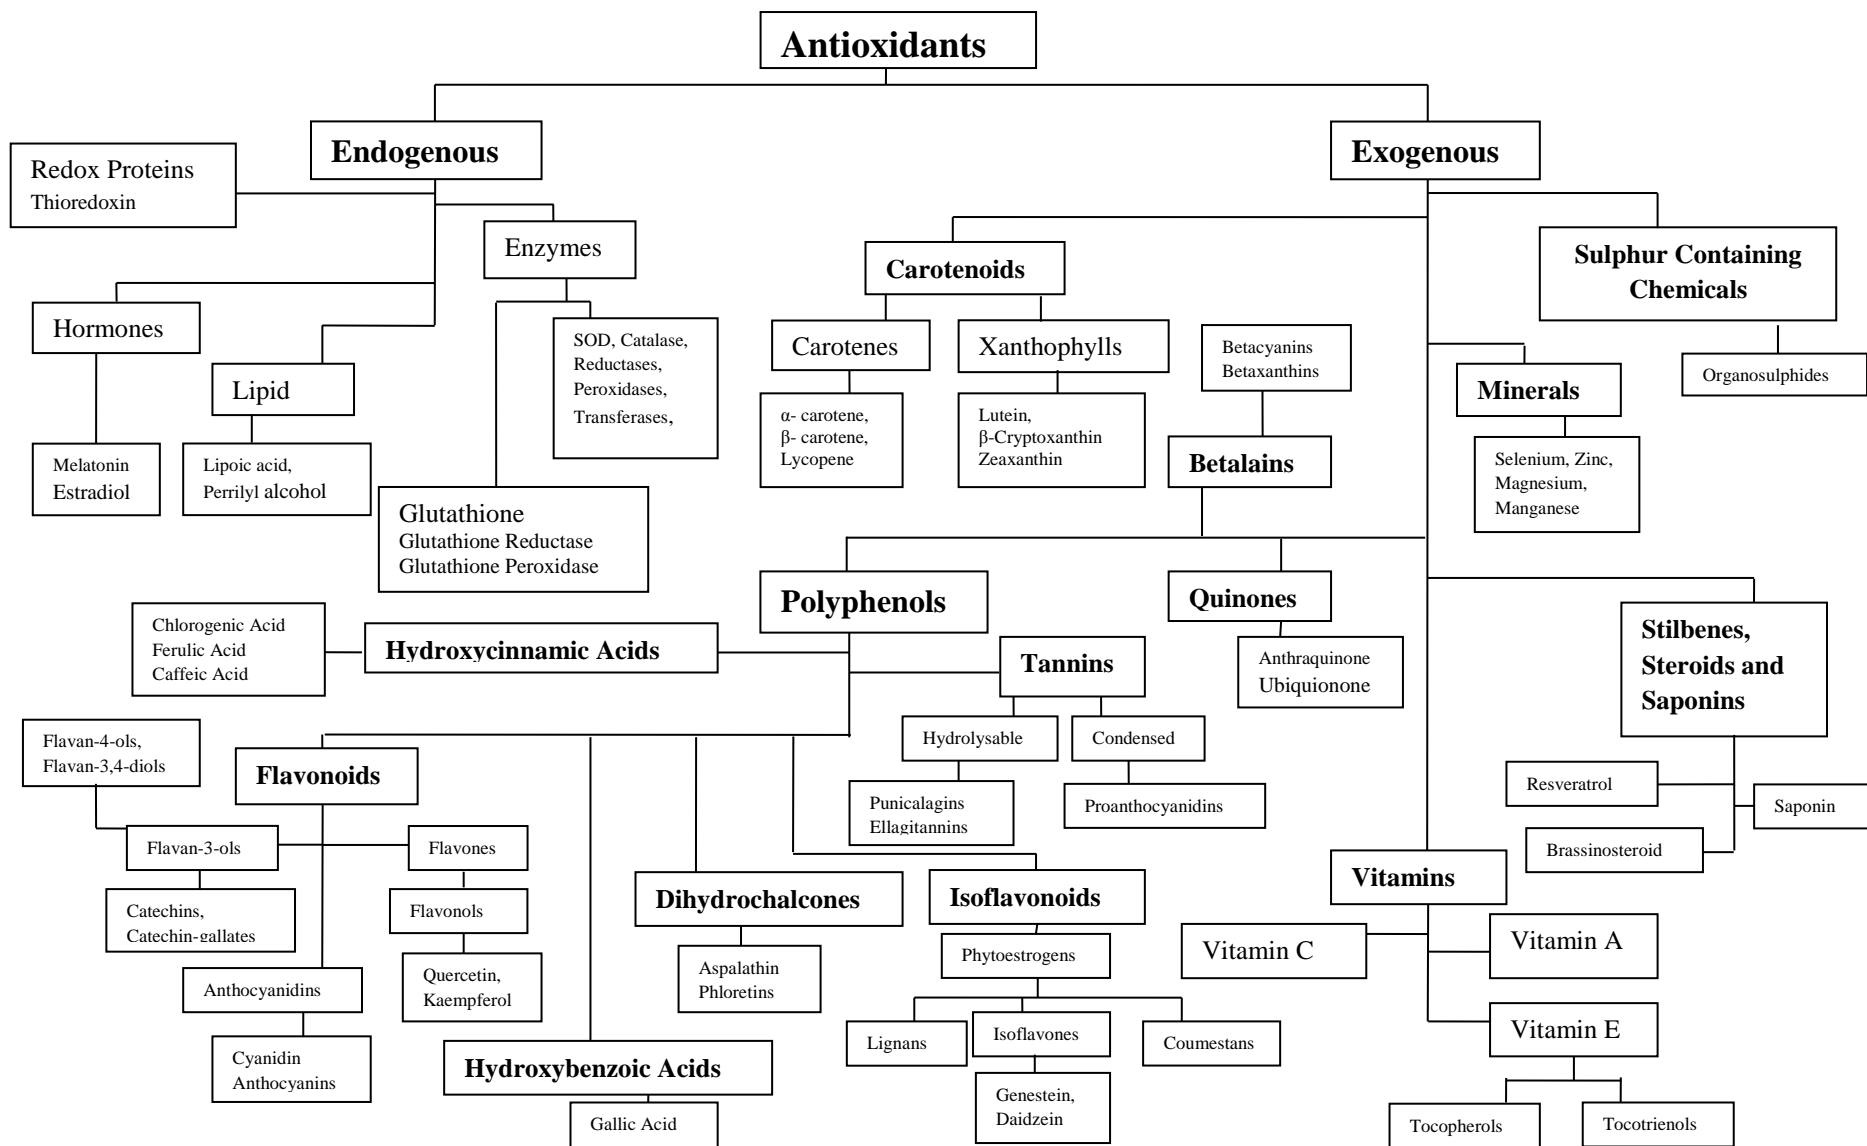 Antioxidants
Endogenous
Exogenous
Redox Proteins
Thioredoxin
Enzymes
Carotenoids
Sulphur Containing
Chemicals
Hormones
SOD, Catalase,
Reductases,
Peroxidases,
Transferases,
Carotenes
Xanthophylls
Betacyanins
Betaxanthins
Organosulphides
Lipid
Minerals
Melatonin
Estradiol
Lipoic acid,
Perrilyl alcohol
α- carotene,
β- carotene,
Lycopene
Lutein,
β-Cryptoxanthin
Zeaxanthin
Betalains
Selenium, Zinc,
Magnesium,
Manganese
Glutathione
Glutathione Reductase
Glutathione Peroxidase
Polyphenols
Quinones
Stilbenes,
Steroids and
Saponins
Chlorogenic Acid
Ferulic Acid
Caffeic Acid
Hydroxycinnamic Acids
Tannins
Anthraquinone
Ubiquionone
Flavan-4-ols,
Flavan-3,4-diols
Flavonoids
Hydrolysable
Condensed
Resveratrol
Saponin
Punicalagins
Ellagitannins
Proanthocyanidins
Flavan-3-ols
Flavones
Brassinosteroid
Catechins,
Catechin-gallates
Flavonols
Dihydrochalcones
Isoflavonoids
Vitamins
Vitamin C
Vitamin A
Anthocyanidins
Quercetin,
Kaempferol
Aspalathin
Phloretins
Phytoestrogens
Vitamin E
Cyanidin
Anthocyanins
Hydroxybenzoic Acids
Lignans
Isoflavones
Coumestans
Gallic Acid
Genestein,
Daidzein
Tocopherols
Tocotrienols